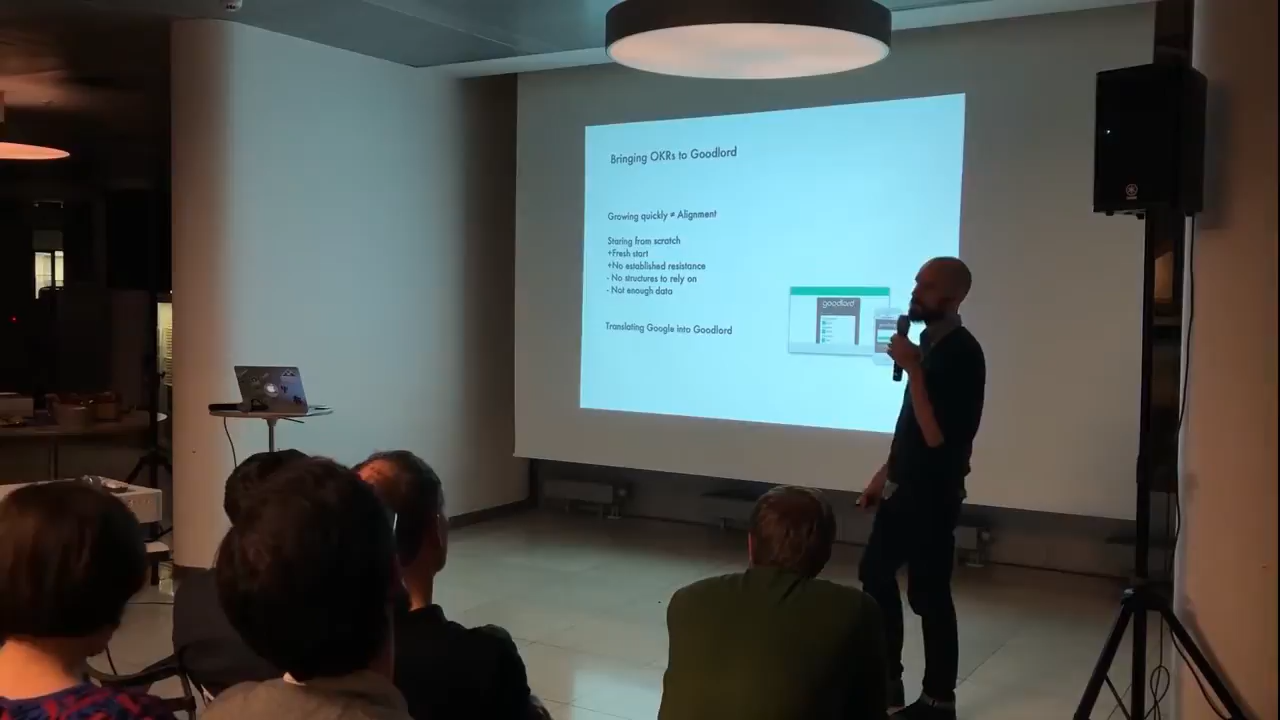 Bringing OKRs to Goodlord
Growing quickly ≠ Alignment
Staring from scratch
+Fresh start
+No established resistance
- No structures to rely on
- Not enough data
goodlord
Translating Google into Goodlord